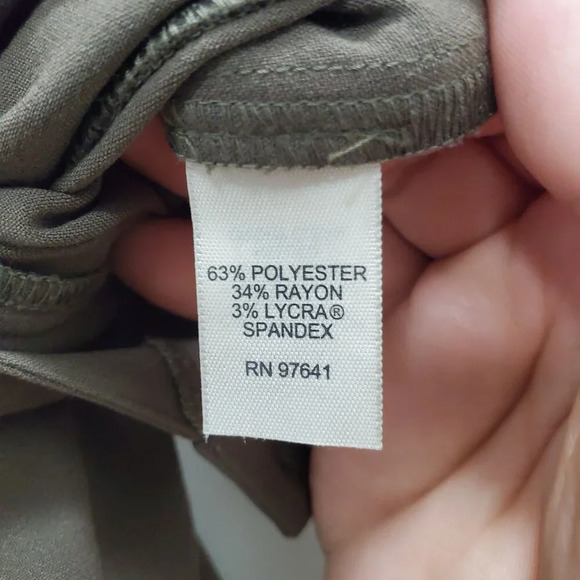 63% POLYESTER
34% RAYON
3% LYCRA®
SPANDEX
RN 97641